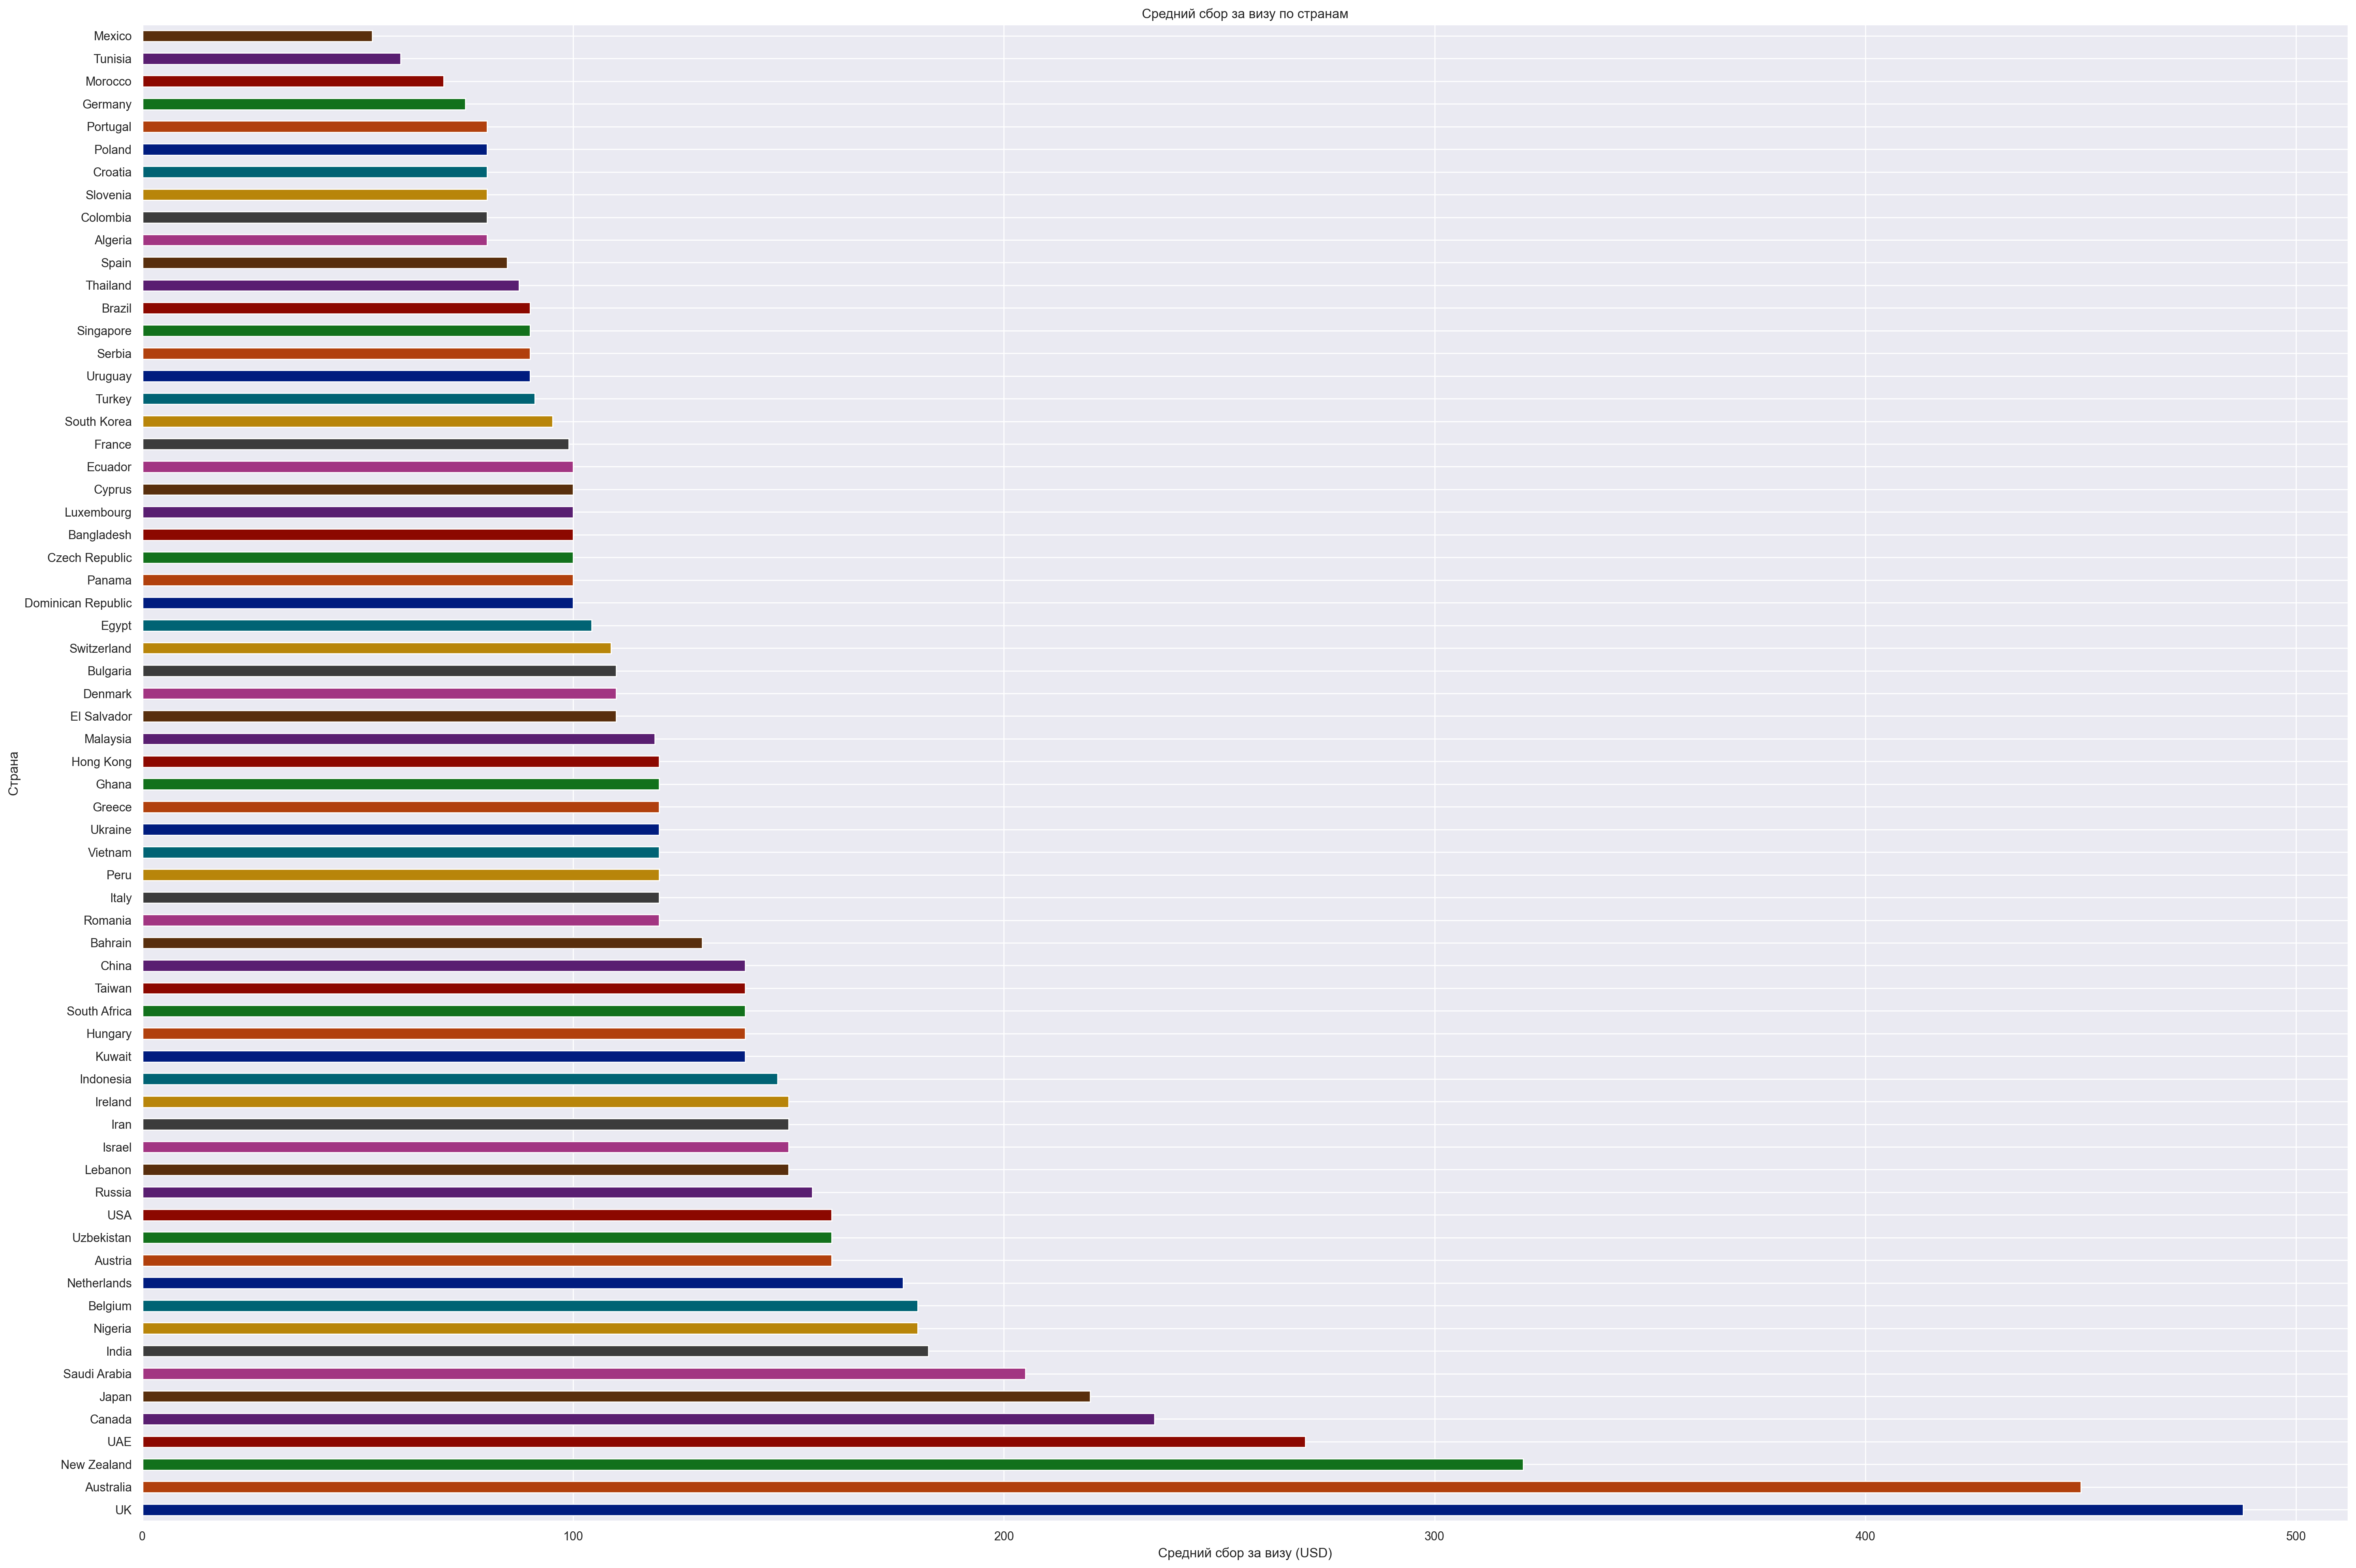 Средний сбор за визу по странам
Mexico
Tunisia
Morocco
Germany
Portugal
Poland
Croatia
Slovenia
Colombia
Algeria
Spain
Thailand
Brazil
Singapore
Serbia
Uruguay
Turkey
South Korea
France
Ecuador
Cyprus
Luxembourg
Bangladesh
Czech Republic
Panama
Dominican Republic
Egypt
Switzerland
Bulgaria
Denmark
El Salvador
Malaysia
Hong Kong
Ghana
Greece
Ukraine
Vietnam
Peru
Italy
Romania
Bahrain
China
Taiwan
South Africa
Hungary
Kuwait
Indonesia
Ireland
Iran
Israel
Lebanon
Russia
USA
Uzbekistan
Austria
Netherlands
Belgium
Nigeria
India
Saudi Arabia
Japan
Canada
UAE
New Zealand
Australia
UK
Страна
0 100 200 300 400 500
Средний сбор за визу (USD)